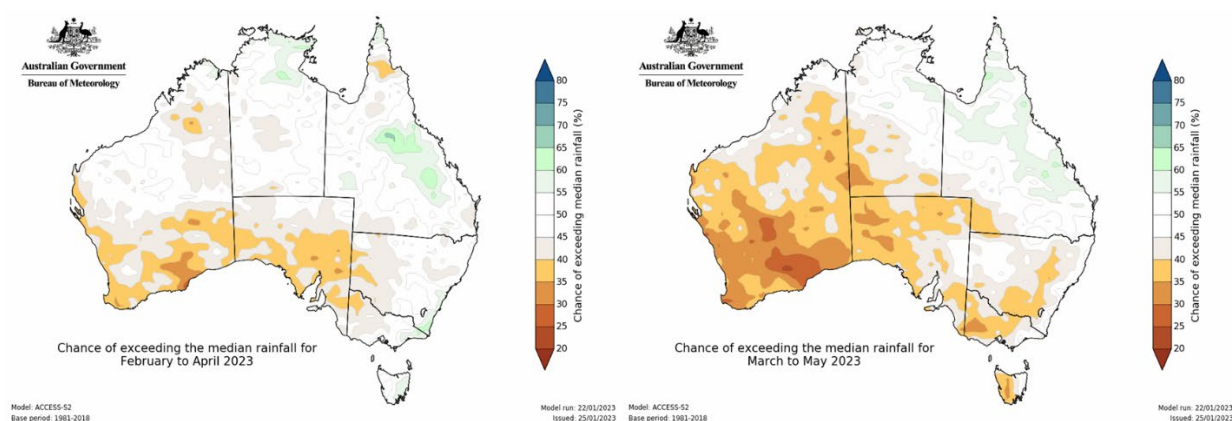 Australian Government
Bureau of Meteorology
80
75
70
65
60
55
50
45
40
35
30
25
20
Chance of exceeding median rainfall (%)
Chance of exceeding the median rainfall for
February to April 2023
Model: ACCESS-S2
Base period: 1981-2018
Model run: 22/01/2023
Issued: 25/01/2023
Australian Government
Bureau of Meteorology
80
75
70
65
60
55
50
45
40
35
30
25
20
Chance of exceeding median rainfall (%)
Chance of exceeding the median rainfall for
March to May 2023
Model: ACCESS-S2
Base period: 1981-2018
Model run: 22/01/2023
Issued: 25/01/2023